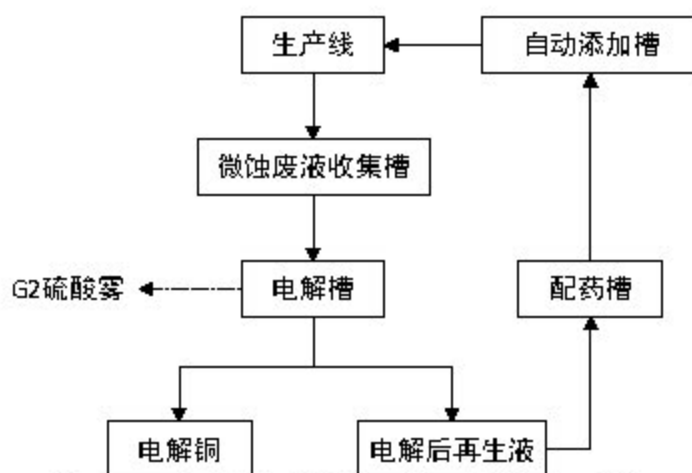 生产线
自动添加槽
微蚀废液收集槽
G2硫酸雾
电解槽
配药槽
电解铜
电解后再生液